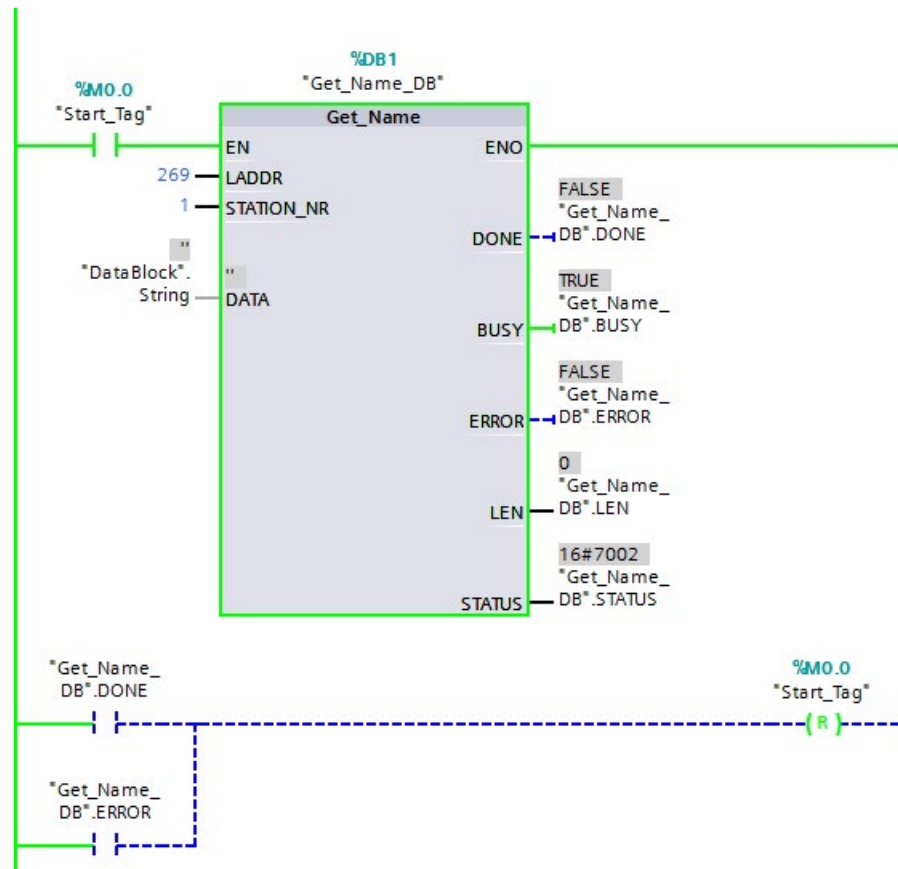 %DB1
"Get_Name_DB"
%M0.0
"Start_Tag"
Get_Name
EN
ENO
269
LADDR
1
STATION_NR
FALSE
"Get_Name_
DB".DONE
DONE
''
"DataBlock".
String
''
DATA
TRUE
"Get_Name_
DB".BUSY
BUSY
FALSE
"Get_Name_
DB".ERROR
ERROR
0
"Get_Name_
DB".LEN
LEN
16#7002
"Get_Name_
DB".STATUS
STATUS
"Get_Name_
DB".DONE
%M0.0
"Start_Tag"
R
"Get_Name_
DB".ERROR